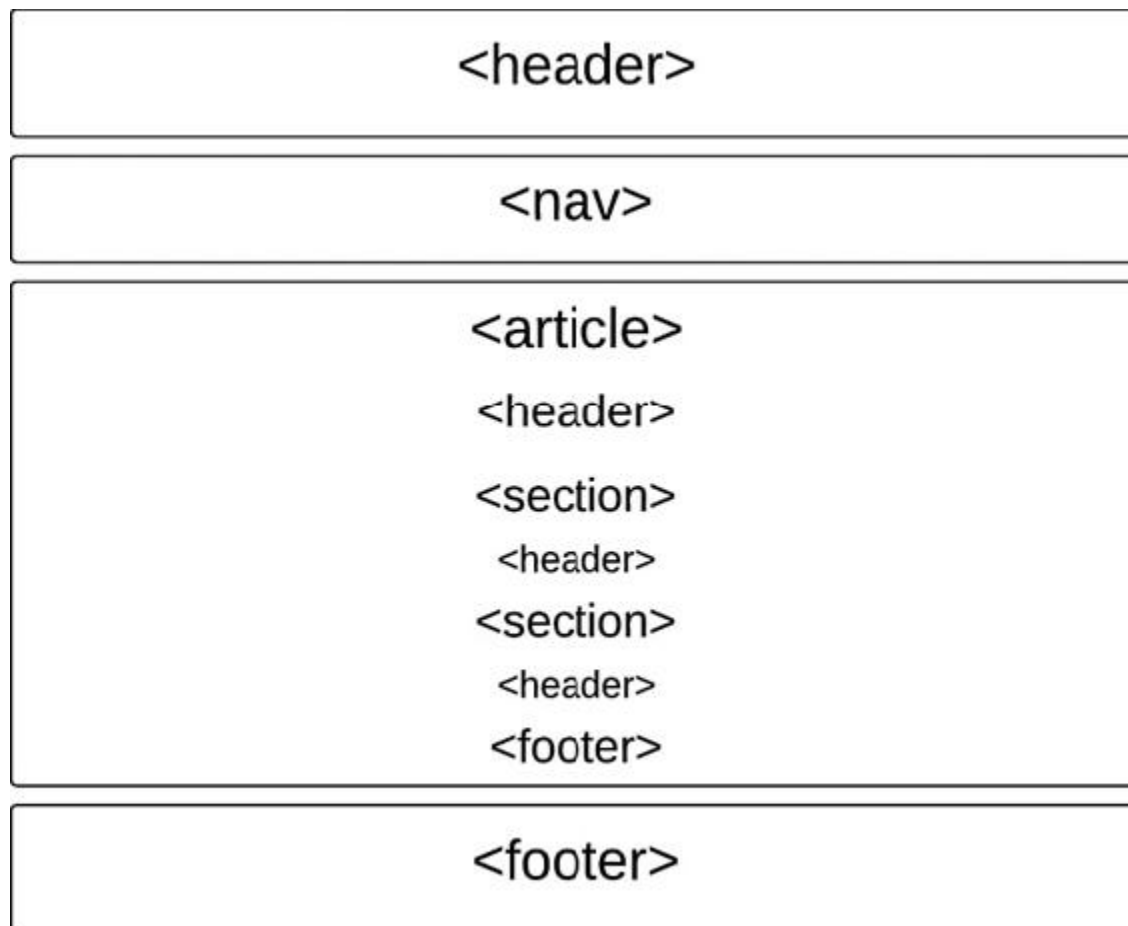 <header>
<nav>
<article>
<header>
<section>
<header>
<section>
<header>
<footer>
<footer>